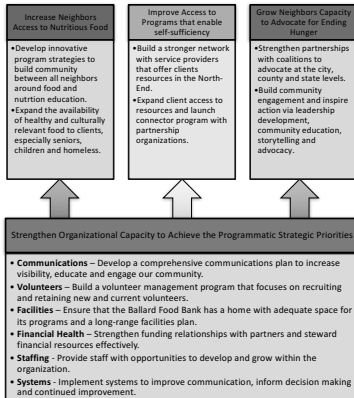 Increase Neighbors
Access to Nutritious Food
•Develop innovative
program strategies to
build community
between all neighbors
around food and
nutrtion education.
•Expand the availability
of healthy and culturally
relevant food to clients,
especially seniors,
children and homeless.
Improve Access to
Programs that enable
self-sufficiency
•Build a stronger network
with service providers
that offer clients
resources in the North-
End.
•Expand client access to
resources and launch
connector program with
partnership
organizations.
Grow Neighbors Capacity
to Advocate for Ending
Hunger
•Strengthen partnerships
with coalitions to
advocate at the city,
county and state levels.
•Build community
engagement and inspire
action via leadership
development,
community education,
storytelling and
advocacy.
Strengthen Organizational Capacity to Achieve the Programmatic Strategic Priorities
• Communications – Develop a comprehensive communications plan to increase
visibility, educate and engage our community.
• Volunteers – Build a volunteer management program that focuses on recruiting
and retaining new and current volunteers.
• Facilities – Ensure that the Ballard Food Bank has a home with adequate space for
its programs and a long-range facilities plan.
• Financial Health – Strengthen funding relationships with partners and steward
financial resources effectively.
• Staffing - Provide staff with opportunities to develop and grow within the
organization.
• Systems - Implement systems to improve communication, inform decision making
and continued improvement.